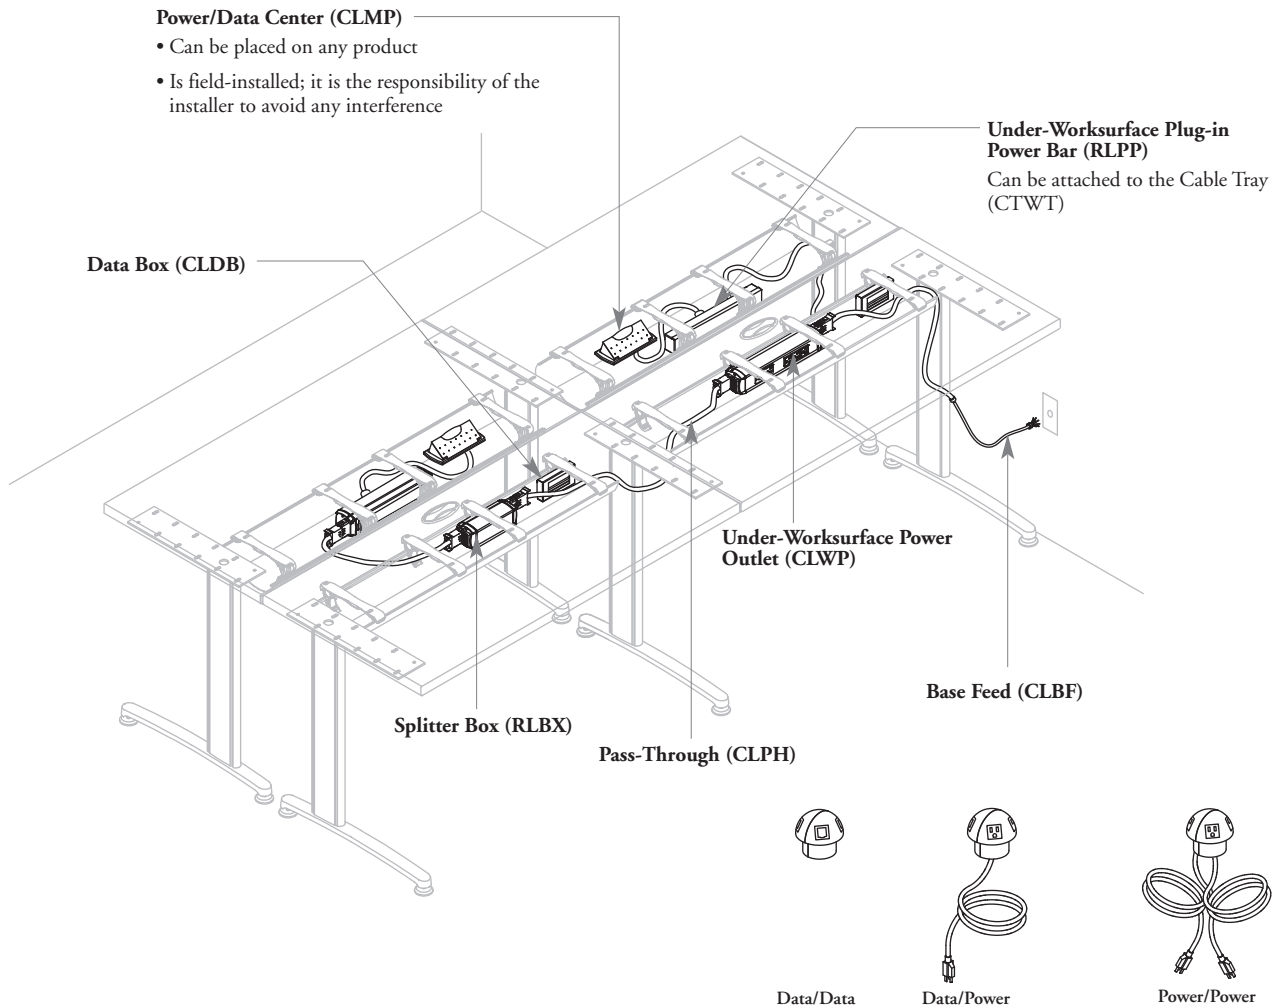 Power/Data Center (CLMP)
• Can be placed on any product
• Is field-installed; it is the responsibility of the
installer to avoid any interference
Under-Worksurface Plug-in
Power Bar (RLPP)
Can be attached to the Cable Tray
(CTWT)
Data Box (CLDB)
Under-Worksurface Power
Outlet (CLWP)
Base Feed (CLBF)
Splitter Box (RLBX)
Pass-Through (CLPH)
Data/Data
Data/Power
Power/Power